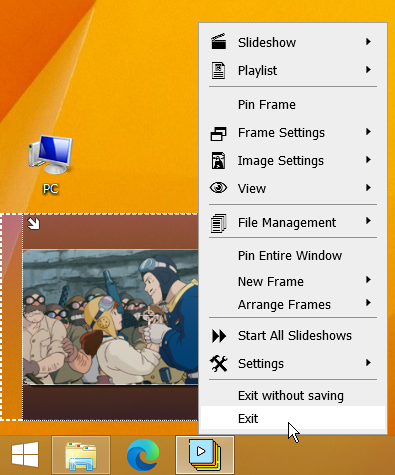 Slideshow
Playlist
Pin Frame
Frame Settings
Image Settings
View
File Management
Pin Entire Window
New Frame
Arrange Frames
Start All Slideshows
Settings
Exit without saving
Exit
PC